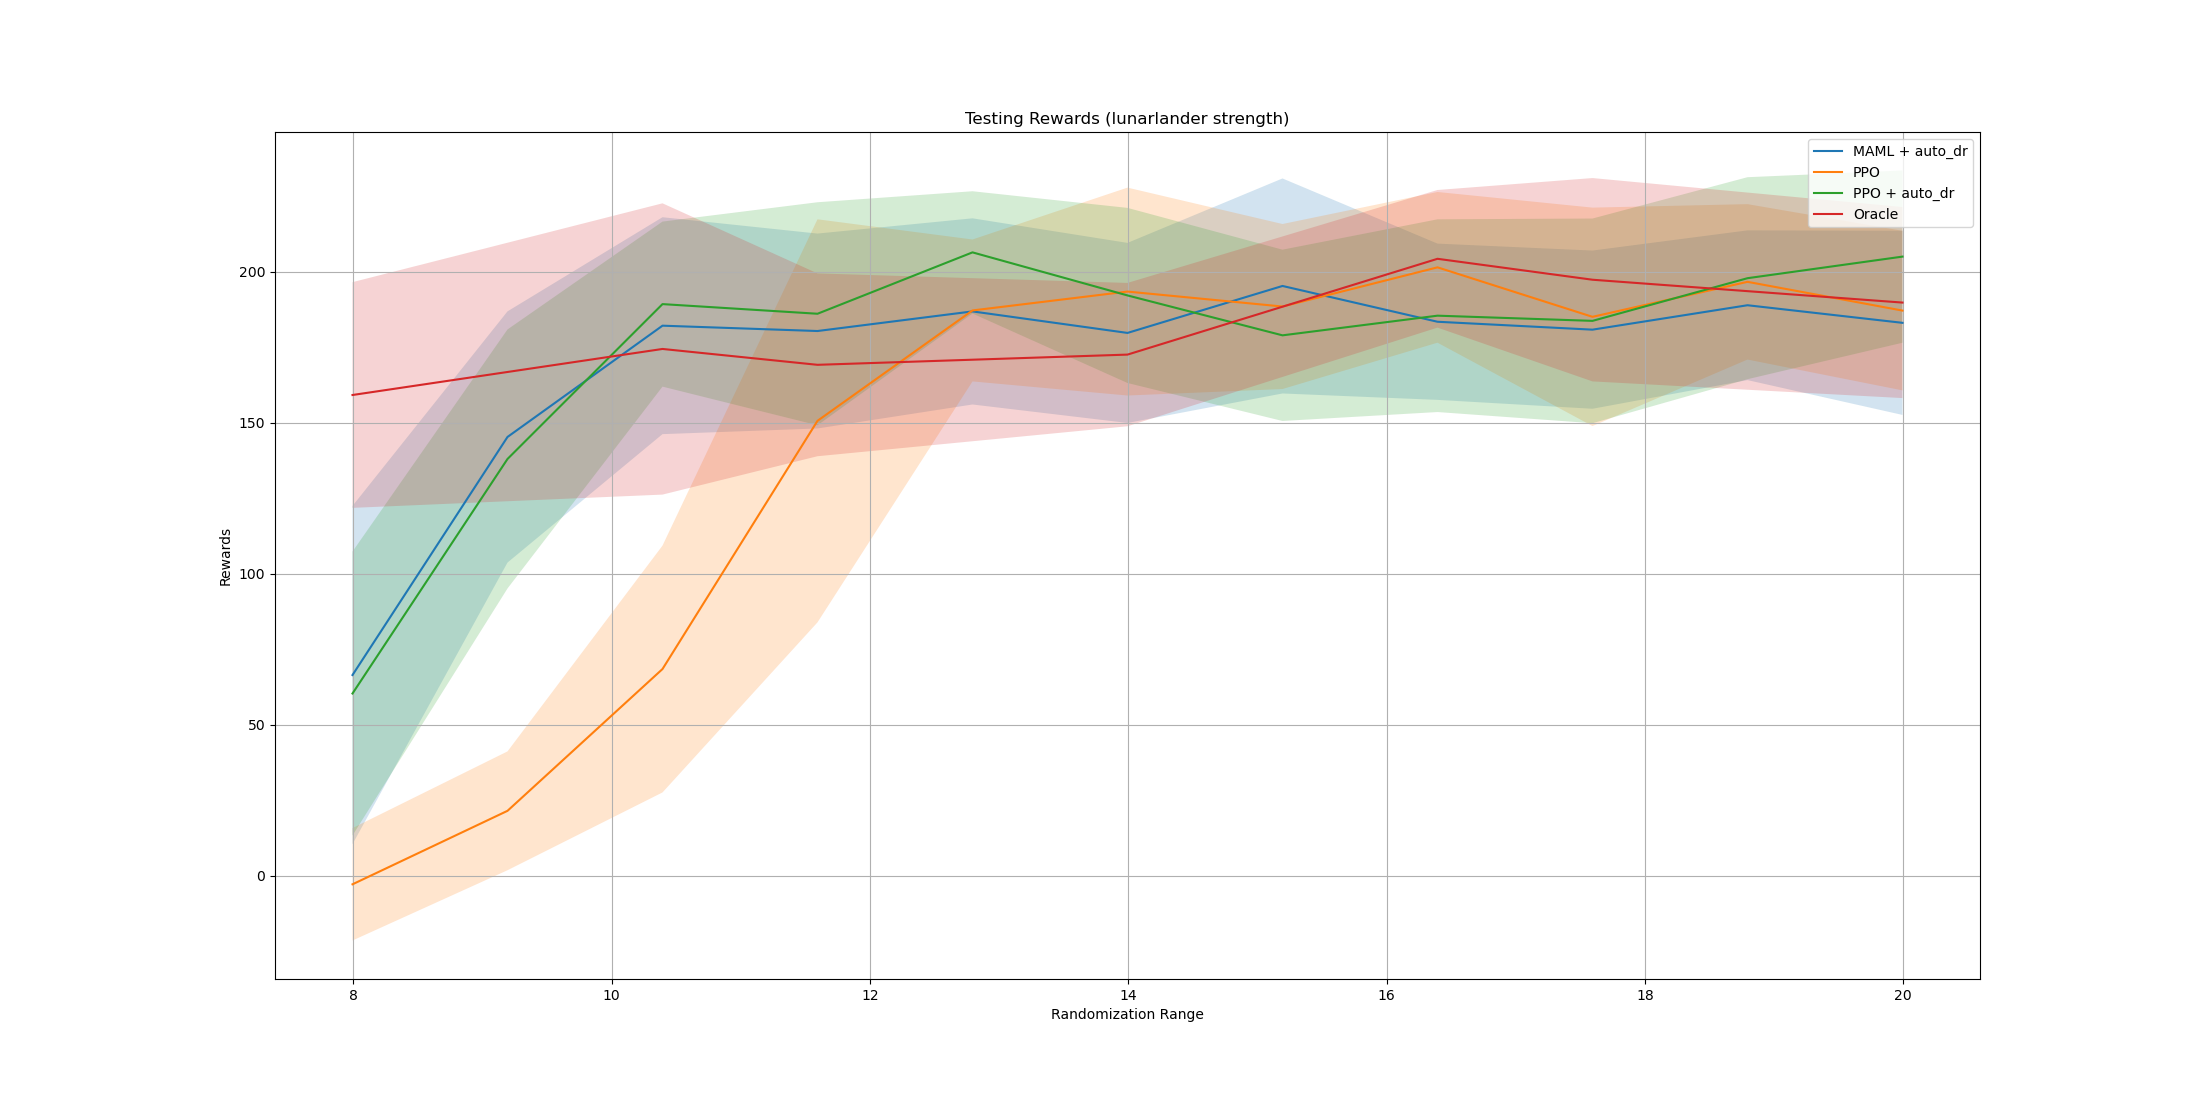 Testing Rewards (lunarlander strength)
MAML + auto_dr
PPO
PPO + auto_dr
Oracle
200
150
100
50
0
Rewards
8 10 12 14 16 18 20
Randomization Range